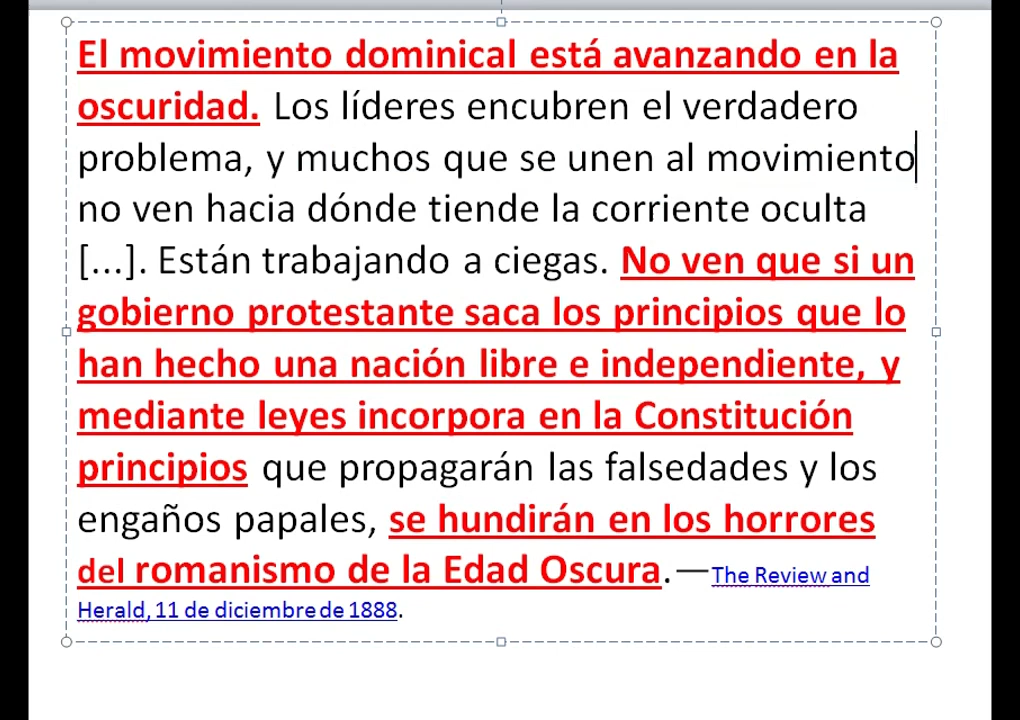 El movimiento dominical está avanzando en la
oscuridad. Los líderes encubren el verdadero
problema, y muchos que se unen al movimiento
no ven hacia dónde tiende la corriente oculta
[...]. Están trabajando a ciegas. No ven que si un
gobierno protestante saca los principios que lo
han hecho una nación libre e independiente, y
mediante leyes incorpora en la Constitución
principios que propagarán las falsedades y los
engaños papales, se hundirán en los horrores
del romanismo de la Edad Oscura.—The Review and
Herald, 11 de diciembre de 1888.